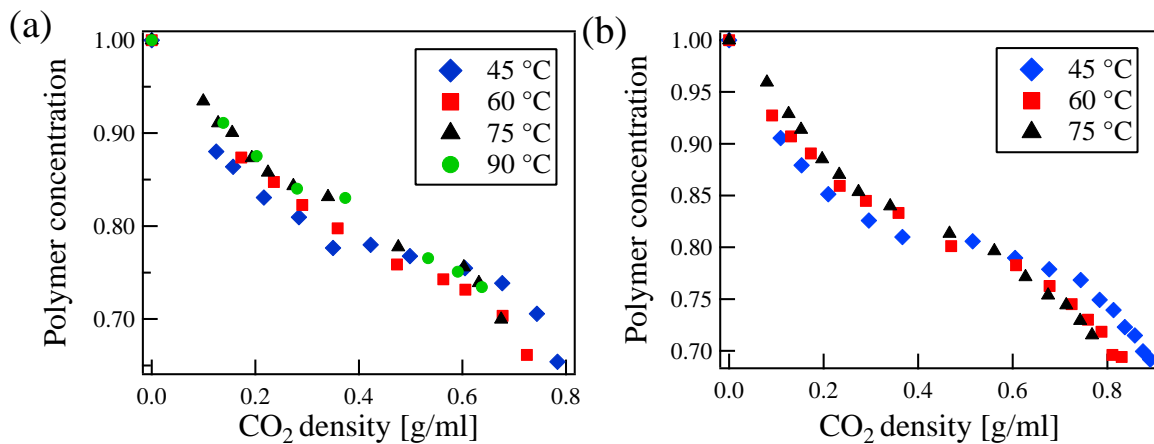 (a)
Polymer concentration
1.00
0.90
0.80
0.70
45 °C
60 °C
75 °C
90 °C
0.0 0.2 0.4 0.6 0.8
CO2 density [g/ml]
(b)
Polymer concentration
1.00
0.95
0.90
0.85
0.80
0.75
0.70
45 °C
60 °C
75 °C
0.0 0.2 0.4 0.6 0.8
CO2 density [g/ml]